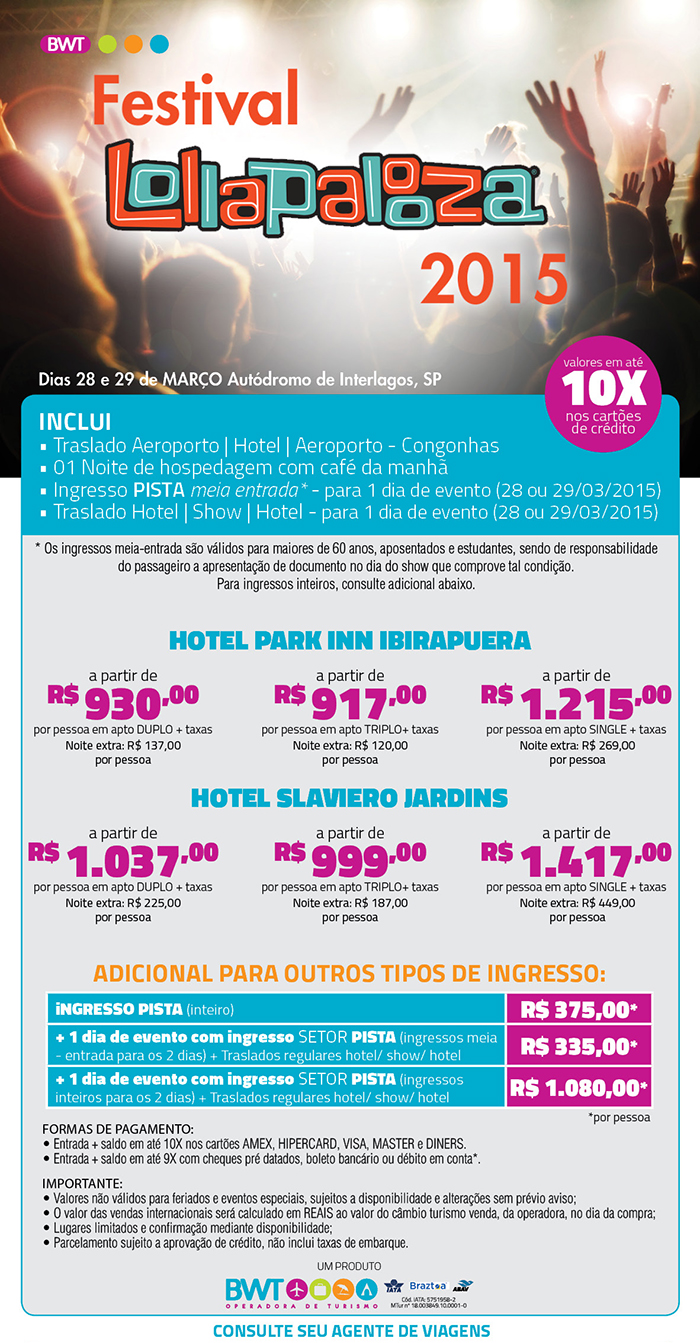 BWT
Festival
Lollapalooza
2015
Dias 28 e 29 de MARÇO Autódromo de Interlagos, SP
valores em até
10X
nos cartões
de crédito
INCLUI
▪ Traslado Aeroporto | Hotel | Aeroporto - Congonhas
▪ 01 Noite de hospedagem com café da manhã
▪ Ingresso PISTA meia entrada* - para 1 dia de evento (28 ou 29/03/2015)
▪ Traslado Hotel | Show | Hotel - para 1 dia de evento (28 ou 29/03/2015)
* Os ingressos meia-entrada são válidos para maiores de 60 anos, aposentados e estudantes, sendo de responsabilidade
do passageiro a apresentação de documento no dia do show que comprove tal condição.
Para ingressos inteiros, consulte adicional abaixo.
HOTEL PARK INN IBIRAPUERA
a partir de
R$ 930,00
por pessoa em apto DUPLO + taxas
Noite extra: R$ 137,00
por pessoa
a partir de
R$ 917,00
por pessoa em apto TRIPLO+ taxas
Noite extra: R$ 120,00
por pessoa
a partir de
R$ 1.215,00
por pessoa em apto SINGLE + taxas
Noite extra: R$ 269,00
por pessoa
HOTEL SLAVIERO JARDINS
a partir de
R$ 1.037,00
por pessoa em apto DUPLO + taxas
Noite extra: R$ 225,00
por pessoa
a partir de
R$ 999,00
por pessoa em apto TRIPLO+ taxas
Noite extra: R$ 187,00
por pessoa
a partir de
R$ 1.417,00
por pessoa em apto SINGLE + taxas
Noite extra: R$ 449,00
por pessoa
ADICIONAL PARA OUTROS TIPOS DE INGRESSO:
iNGRESSO PISTA (inteiro)
R$ 375,00*
+ 1 dia de evento com ingresso SETOR PISTA (ingressos meia
- entrada para os 2 dias) + Traslados regulares hotel/ show/ hotel
R$ 335,00*
+ 1 dia de evento com ingresso SETOR PISTA (ingressos
inteiros para os 2 dias) + Traslados regulares hotel/ show/ hotel
R$ 1.080,00*
*por pessoa
FORMAS DE PAGAMENTO:
• Entrada + saldo em até 10X nos cartões AMEX, HIPERCARD, VISA, MASTER e DINERS.
• Entrada + saldo em até 9X com cheques pré datados, boleto bancário ou débito em conta*.
IMPORTANTE:
• Valores não válidos para feriados e eventos especiais, sujeitos a disponibilidade e alterações sem prévio aviso;
• O valor das vendas internacionais será calculado em REAIS ao valor do câmbio turismo venda, da operadora, no dia da compra;
• Lugares limitados e confirmação mediante disponibilidade;
• Parcelamento sujeito a aprovação de crédito, não inclui taxas de embarque.
UM PRODUTO
BWT
OPERADORA DE TURISMO
IATA
Braztoa
ABAV
Cód. IATA: 5751958-2
MTur nº 18.003849.10.0001-0
CONSULTE SEU AGENTE DE VIAGENS